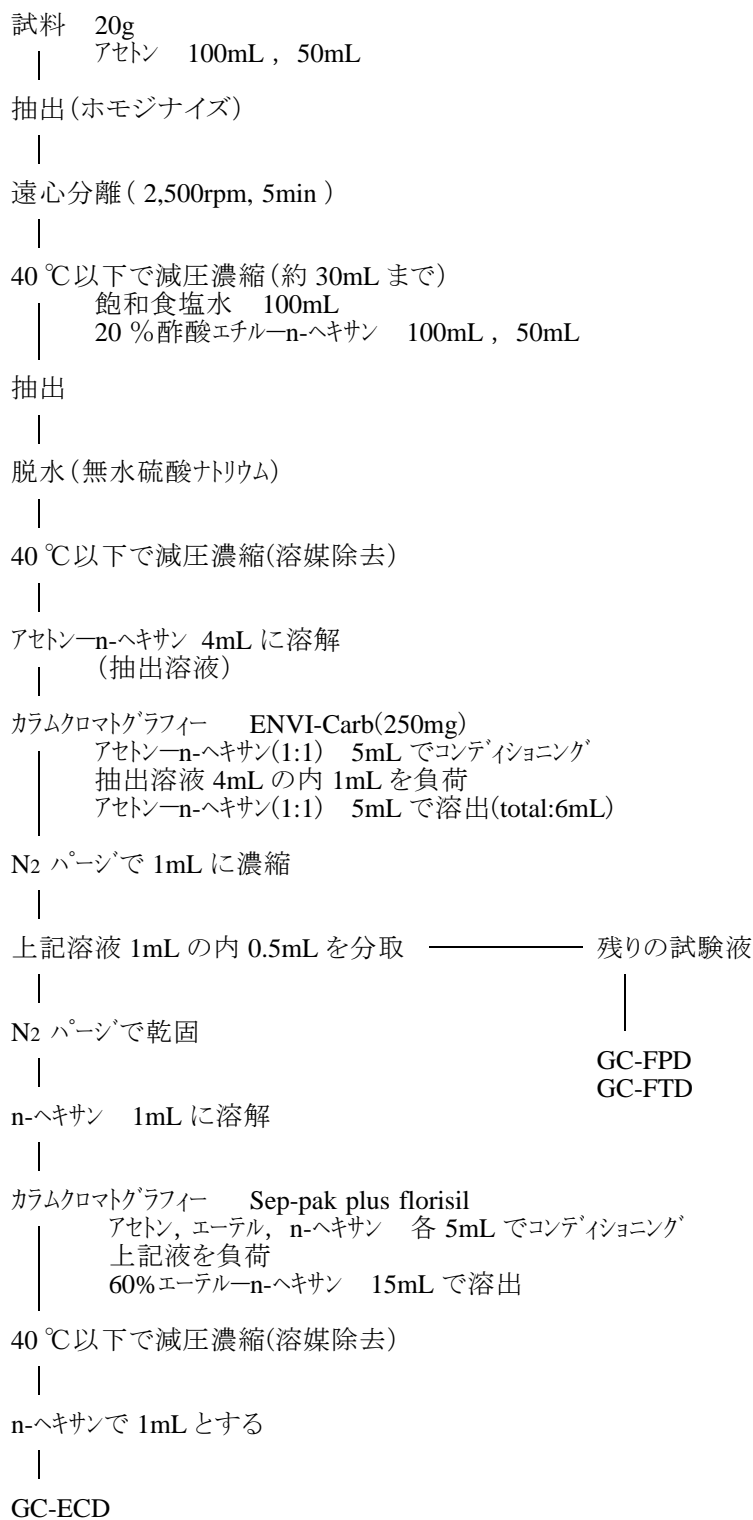 試料　20g
アセトン　100mL ,  50mL
抽出（ホモジナイズ）
遠心分離（ 2,500rpm, 5min ）
40 ℃以下で減圧濃縮（約 30mL まで）
飽和食塩水　100mL
20 ％酢酸エチルーn-ヘキサン　100mL ,  50mL
抽出
脱水（無水硫酸ナトリウム）
40 ℃以下で減圧濃縮(溶媒除去）
アセトンーn-ヘキサン  4mL に溶解
（抽出溶液）
カラムクロマトグラフィー　ENVI-Carb(250mg)
アセトンーn-ヘキサン(1:1)　5mL でコンディショニング
抽出溶液 4mL の内 1mL を負荷
アセトンーn-ヘキサン(1:1)　5mL で溶出(total:6mL）
N2 パージで 1mL に濃縮
上記溶液 1mL の内 0.5mL を分取　残りの試験液
N2 パージで乾固
GC-FPD
GC-FTD
n-ヘキサン　1mL に溶解
カラムクロマトグラフィー　Sep-pak plus florisil
アセトン，エーテル，n-ヘキサン　各 5mL でコンディショニング
上記液を負荷
60%エーテルーn-ヘキサン　15mL で溶出
40 ℃以下で減圧濃縮(溶媒除去）
n-ヘキサンで 1mL とする
GC-ECD